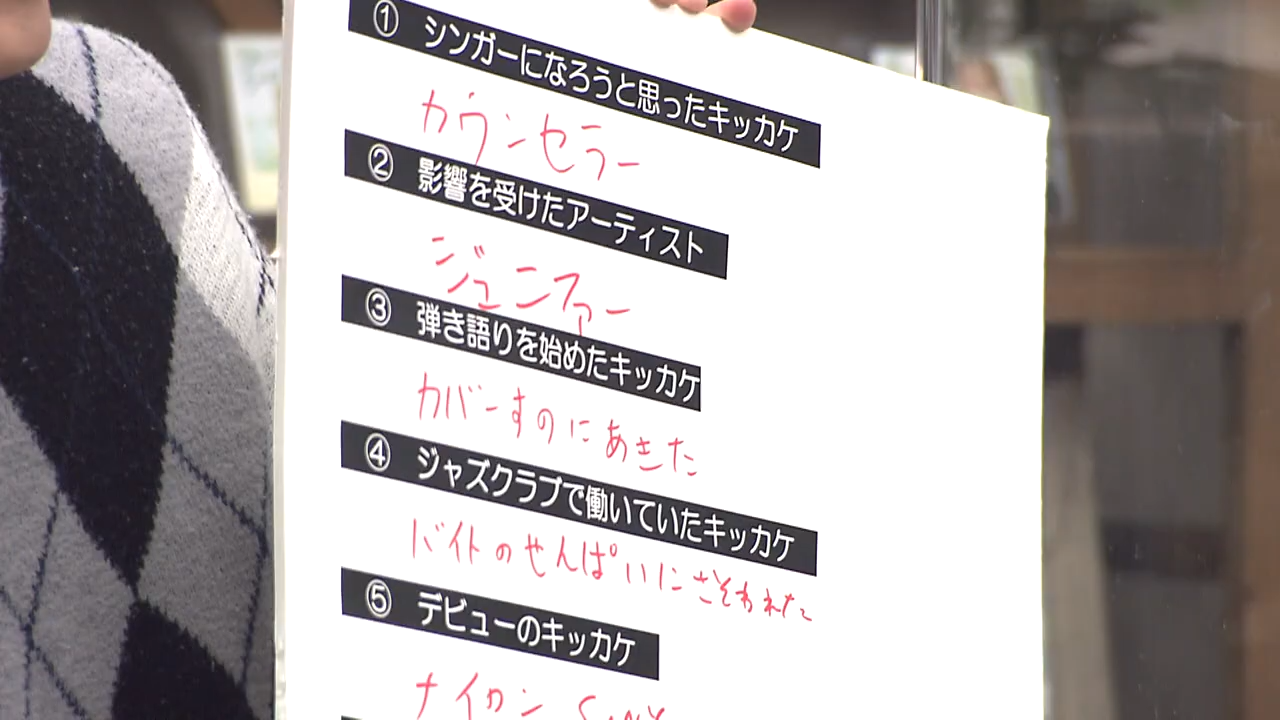 ① シンガーになろうと思ったキッカケ
カウンセラー
② 影響を受けたアーティスト
ジュニファー
③ 弾き語りを始めたキッカケ
カバーすのにあきた
④ ジャズクラブで働いていたキッカケ
バイトのせんぱいにさそわれた
⑤ デビューのキッカケ
ナイロン